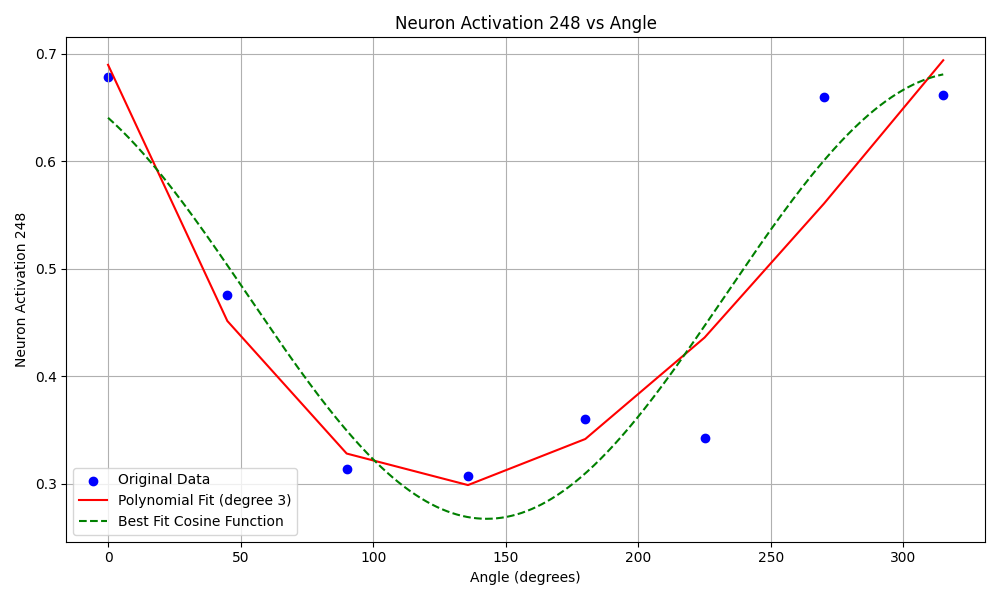 Neuron Activation 248 vs Angle
Neuron Activation 248
0.7
0.6
0.5
0.4
0.3
Original Data
Polynomial Fit (degree 3)
Best Fit Cosine Function
0 50 100 150 200 250 300
Angle (degrees)